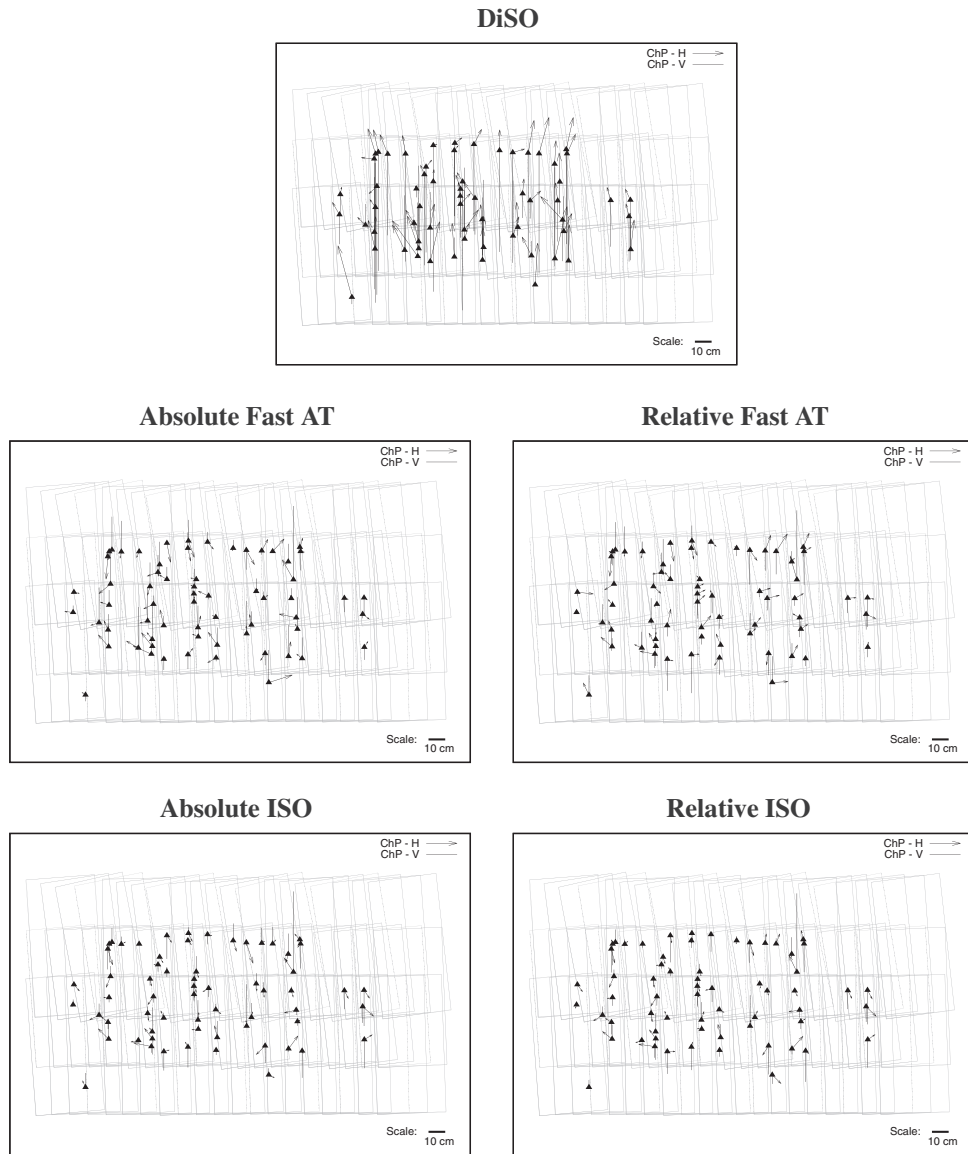 DiSO
ChP - H
ChP - V
Scale:
10 cm
Absolute Fast AT
ChP - H
ChP - V
Scale:
10 cm
Relative Fast AT
ChP - H
ChP - V
Scale:
10 cm
Absolute ISO
ChP - H
ChP - V
Scale:
10 cm
Relative ISO
ChP - H
ChP - V
Scale:
10 cm